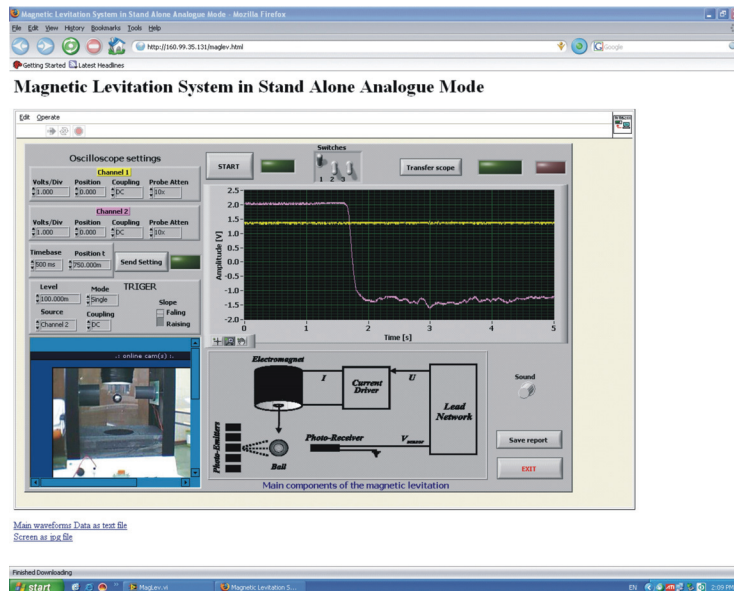 Magnetic Levitation System in Stand Alone Analogue Mode - Mozilla Firefox
File Edit View History Bookmarks Tools Help
http://160.99.35.131/maglev.html
Google
Getting Started Latest Headlines
Magnetic Levitation System in Stand Alone Analogue Mode
Edit Operate
Oscilloscope settings
Channel 1
Volts/Div Position Coupling Probe Atten
1.000 0.000 DC 10x
Channel 2
Volts/Div Position Coupling Probe Atten
1.000 0.000 DC 10x
Timebase Position t
500 ms 750.000m Send Setting
Level Mode TRIGER
100.000m Single Slope
Source Coupling Faling
Channel 2 DC Raising
.: online cam(s) :.
START
Switches
1 2 3
Transfer scope
Amplitude [V]
2.5
2.0
1.5
1.0
0.5
0.0
-0.5
-1.0
-1.5
-2.0
0 1 2 3 4 5
Time [s]
Electromagnet
I
Current Driver
U
Lead Network
Photo-Emitters
Ball
Photo-Receiver
V sensor
Main components of the magnetic levitation
Sound
Save report
EXIT
Main waveforms Data as text file
Screen as jpg file
Finished Downloading
start
MagLev.vi
Magnetic Levitation S...
EN
2:09 PM